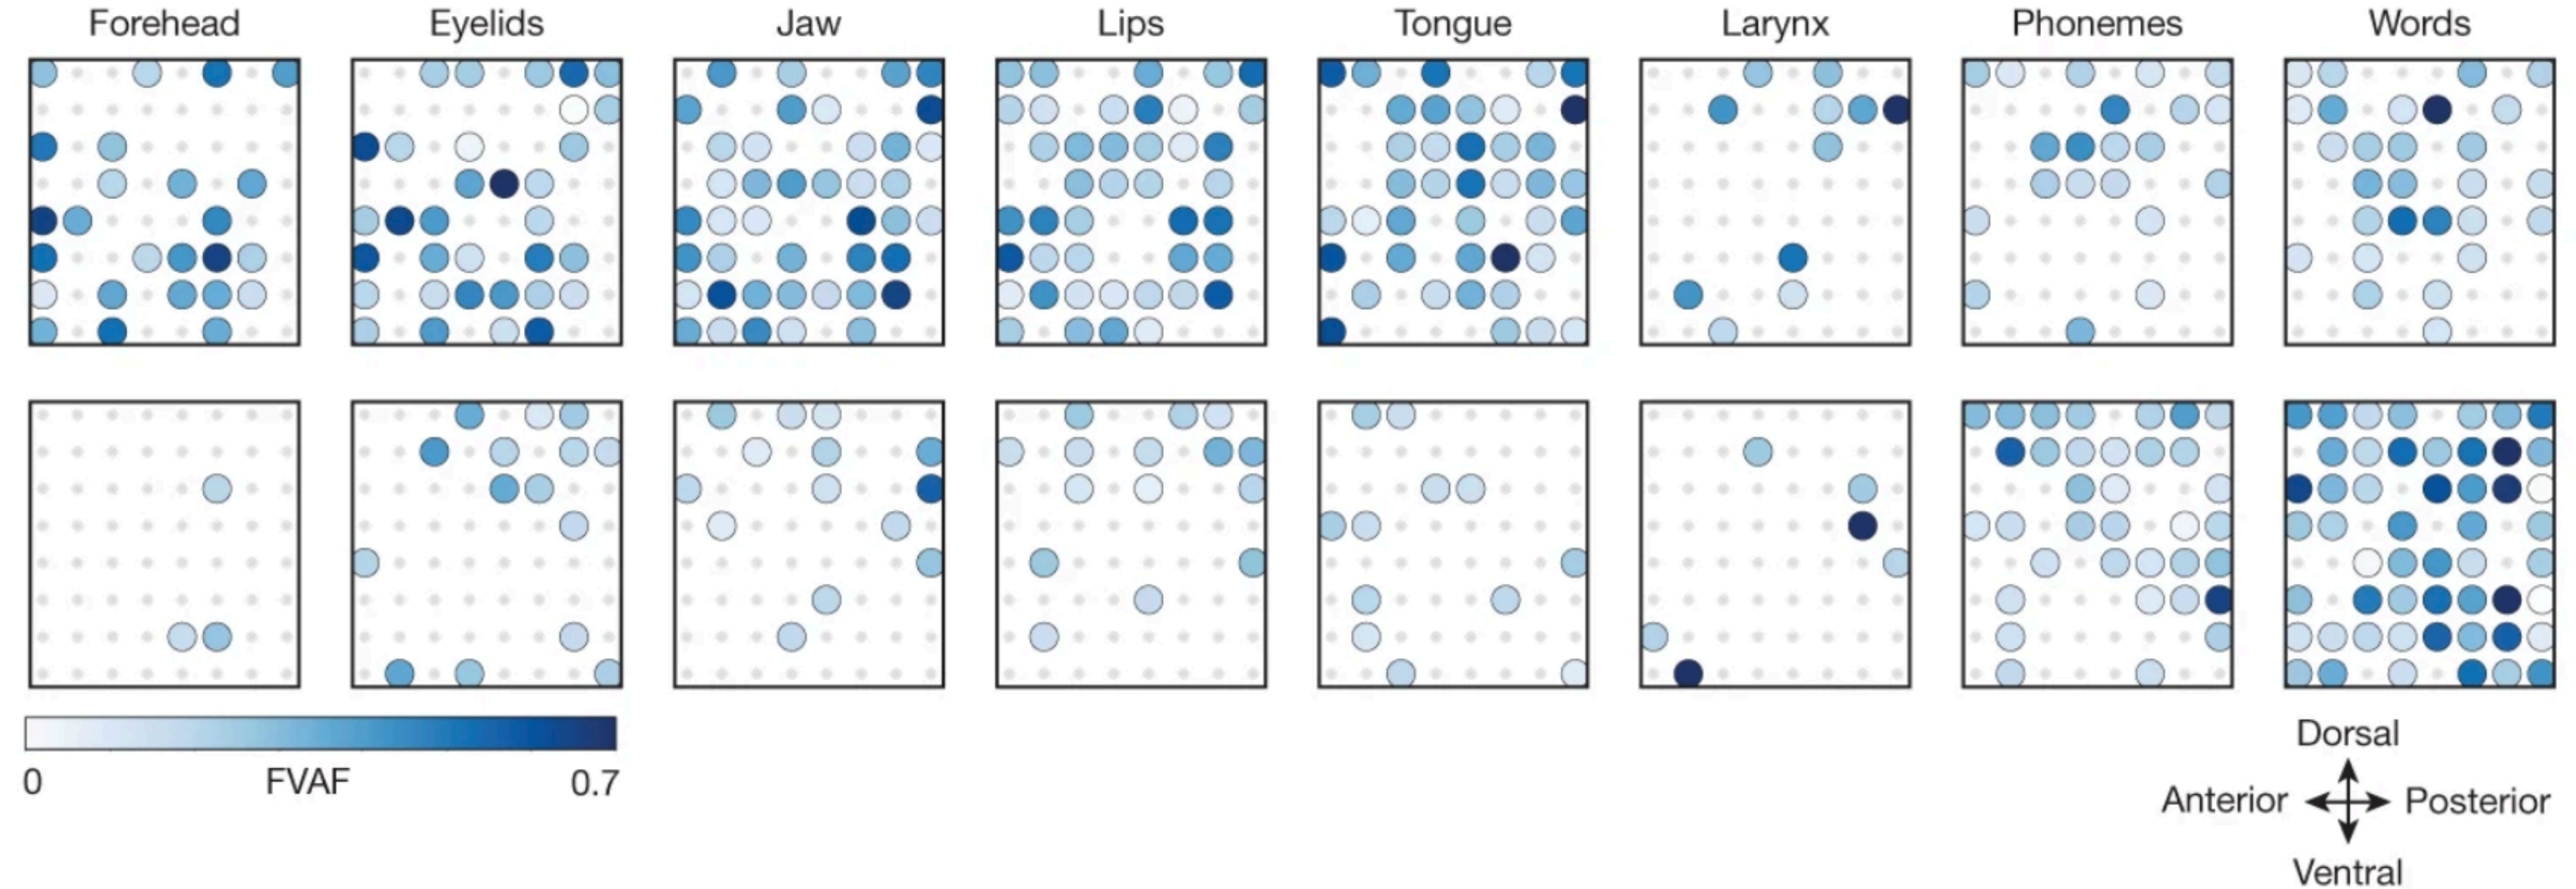 Forehead Eyelids Jaw Lips Tongue Larynx Phonemes Words
0 FVAF 0.7
Dorsal
Anterior Posterior
Ventral